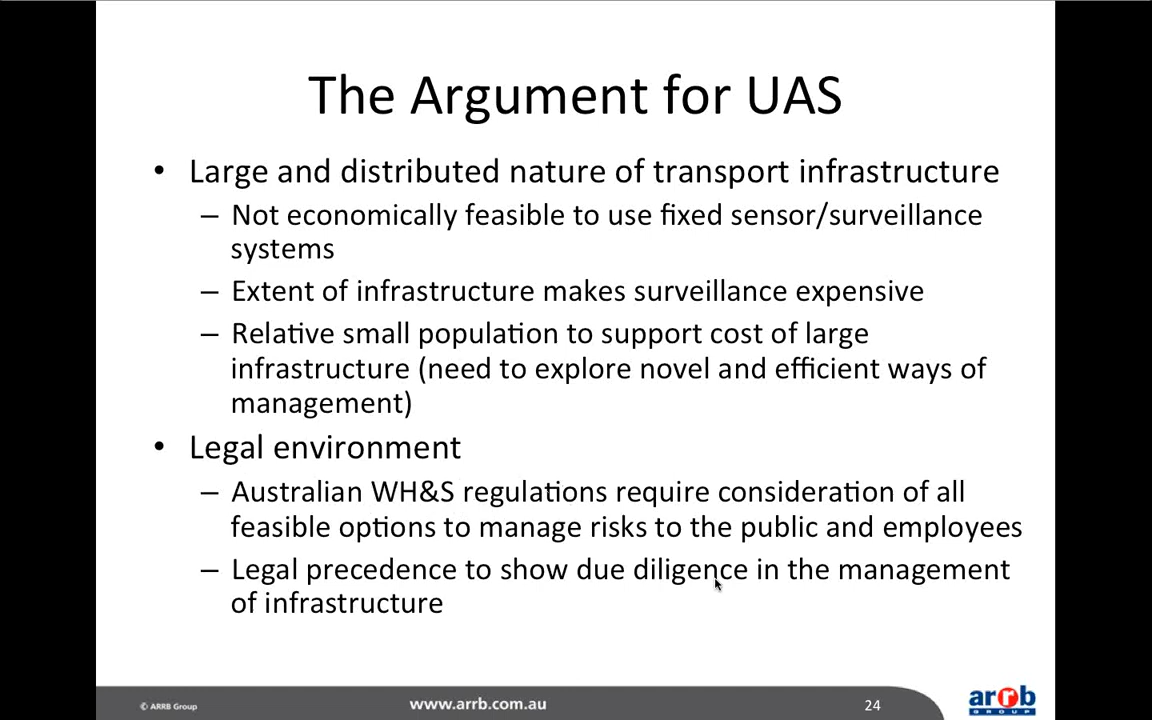 The Argument for UAS
• Large and distributed nature of transport infrastructure
– Not economically feasible to use fixed sensor/surveillance
systems
– Extent of infrastructure makes surveillance expensive
– Relative small population to support cost of large
infrastructure (need to explore novel and efficient ways of
management)
• Legal environment
– Australian WH&S regulations require consideration of all
feasible options to manage risks to the public and employees
– Legal precedence to show due diligence in the management
of infrastructure
© ARRB Group www.arrb.com.au 24
arrb
GROUP